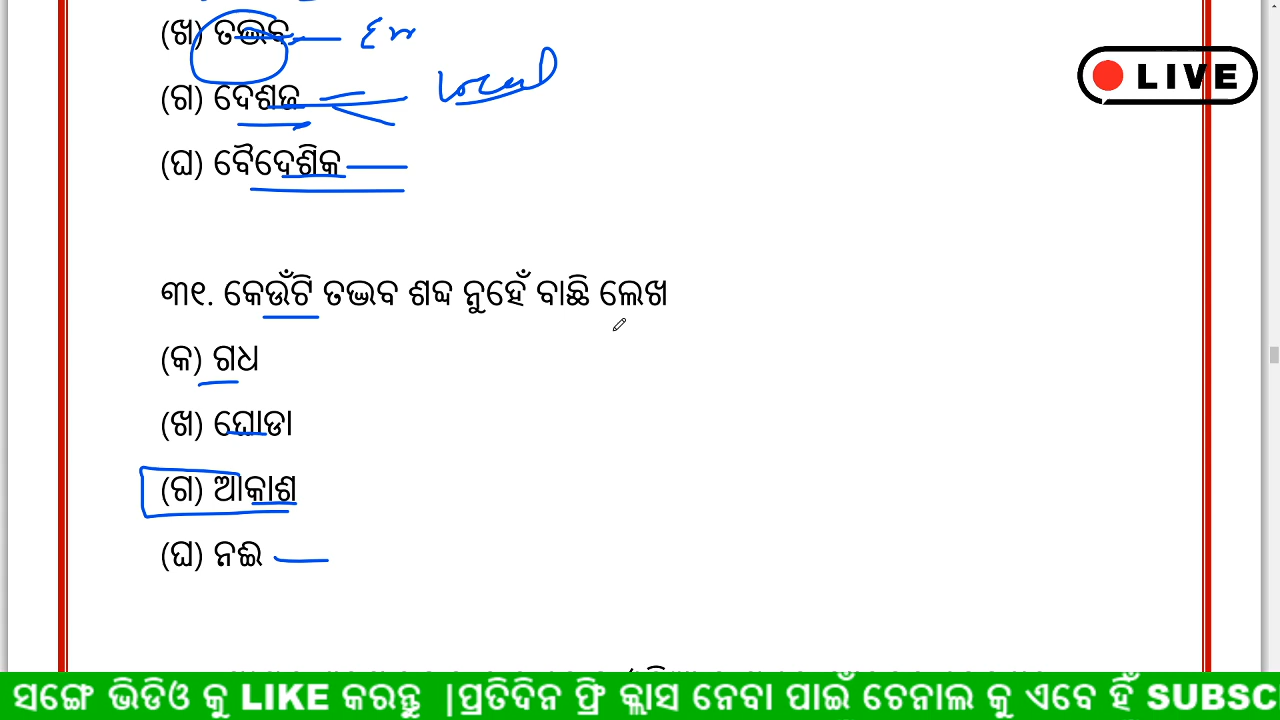 (ଖ) ତଦ୍ଭବ
(ଗ) ଦେଶଜ local
(ଘ) ବୈଦେଶିକ
LIVE
୩୧. କେଉଁଟି ତଦ୍ଭବ ଶବ୍ଦ ନୁହେଁ ବାଛି ଲେଖ
(କ) ଗଧ
(ଖ) ଘୋଡା
(ଗ) ଆକାଶ
(ଘ) ନଈ
ସଙ୍ଗେ ଭିଡିଓ କୁ LIKE କରନ୍ତୁ |ପ୍ରତିଦିନ ଫ୍ରି କ୍ଲାସ ନେବା ପାଇଁ ଚେନାଲ କୁ ଏବେ ହିଁ SUBSC